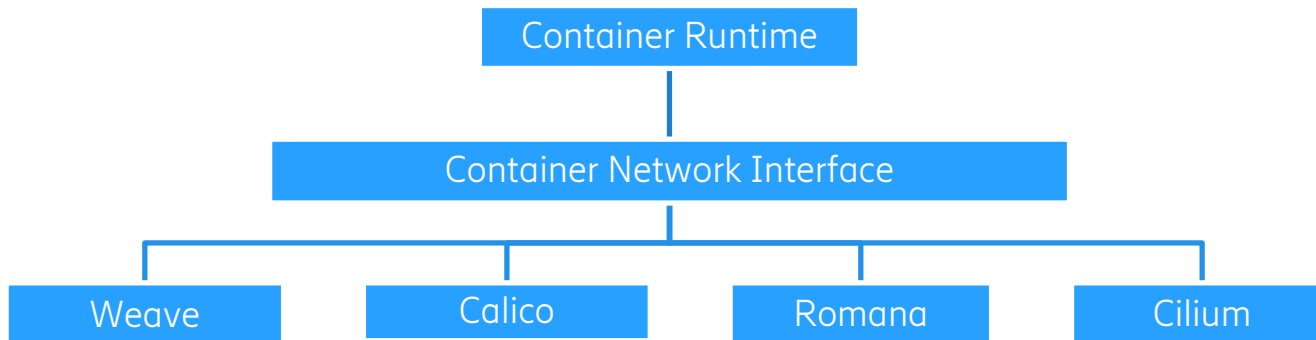 Container Runtime
Container Network Interface
Weave
Calico
Romana
Cilium